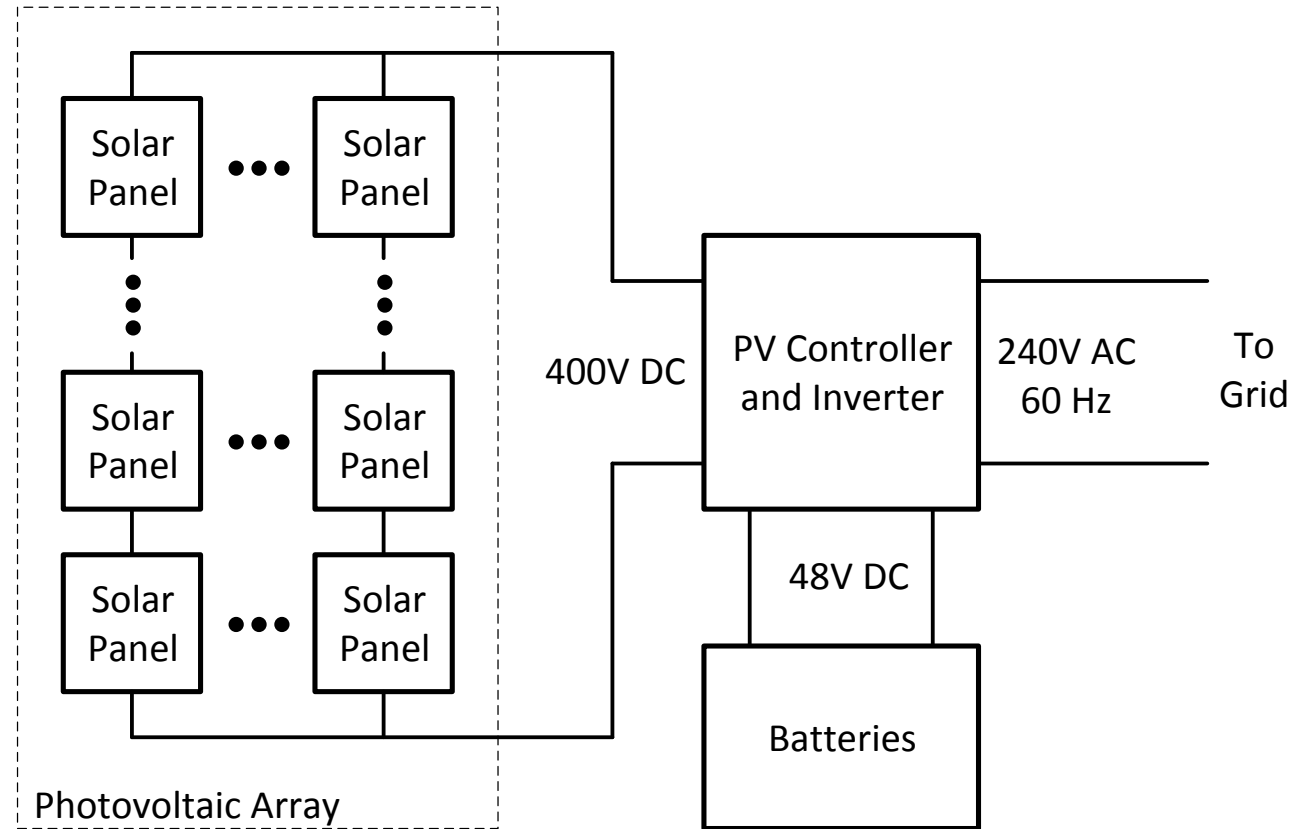 Solar
Panel
Solar
Panel
Solar
Panel
Solar
Panel
Solar
Panel
Solar
Panel
Photovoltaic Array
400V DC
PV Controller
and Inverter
240V AC
60 Hz
To
Grid
48V DC
Batteries